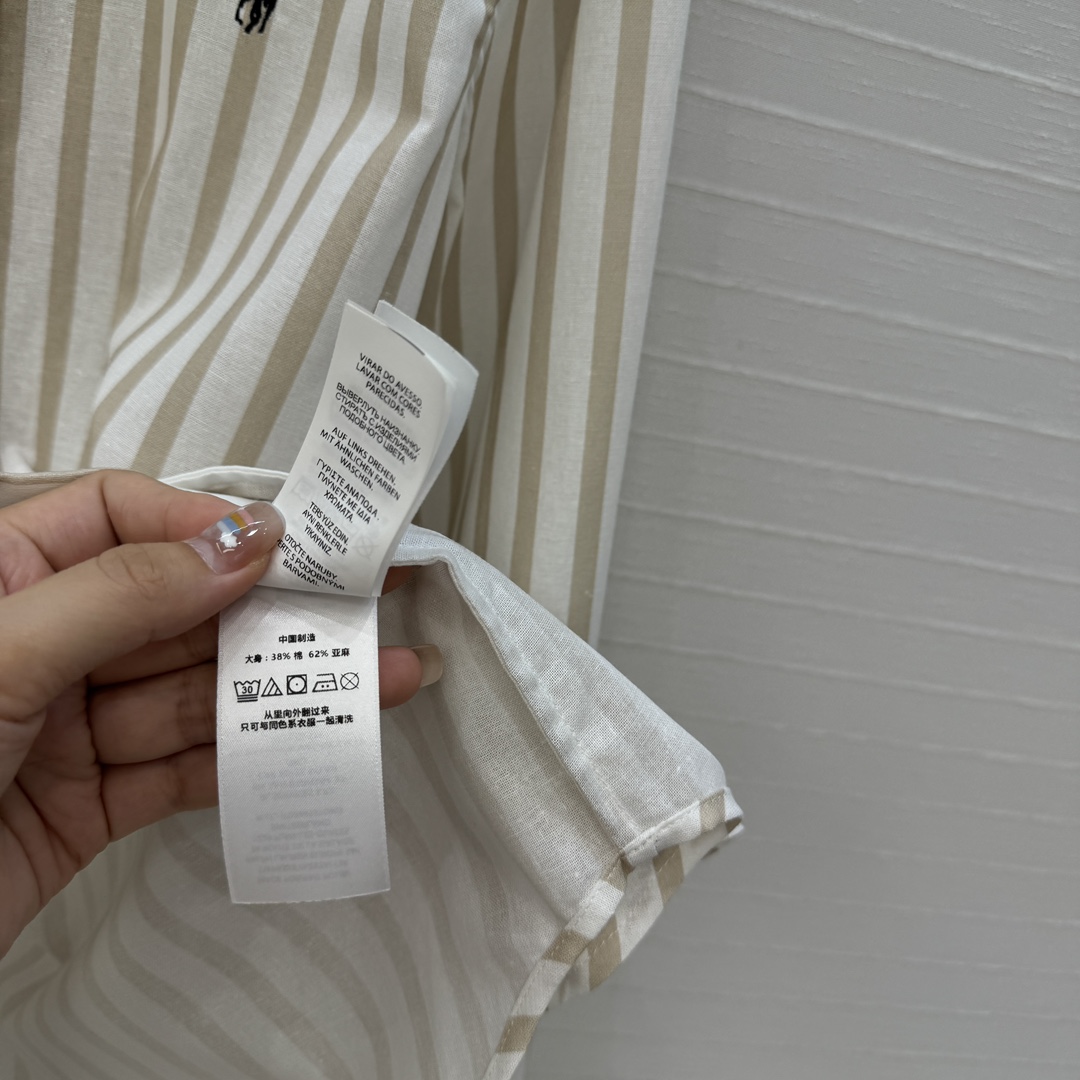 VIRAR DO AVESSO.
LAVAR COM CORES
PARECIDAS.
ВЫВЕРНУТЬ НАИЗНАНКУ.
СТИРАТЬ С ИЗДЕЛИЯМИ
ПОДОБНОГО ЦВЕТА.
AUF LINKS DREHEN.
MIT ÄHNLICHEN FARBEN
WASCHEN.
ΓΥΡΙΣΤΕ ΑΝΑΠΟΔΑ.
ΠΛΥΝΕΤΕ ΜΕ ΙΔΙΑ
ΧΡΩΜΑΤΑ.
TERS YÜZ EDIN.
AYNI RENKLERLE
YIKAYINIZ.
OTOČTE NARUBY.
S PODOBNÝMI
BARVAMI.
中国制造
大身：38% 棉 62% 亚麻
30
从里向外翻过来
只可与同色系衣服一起清洗